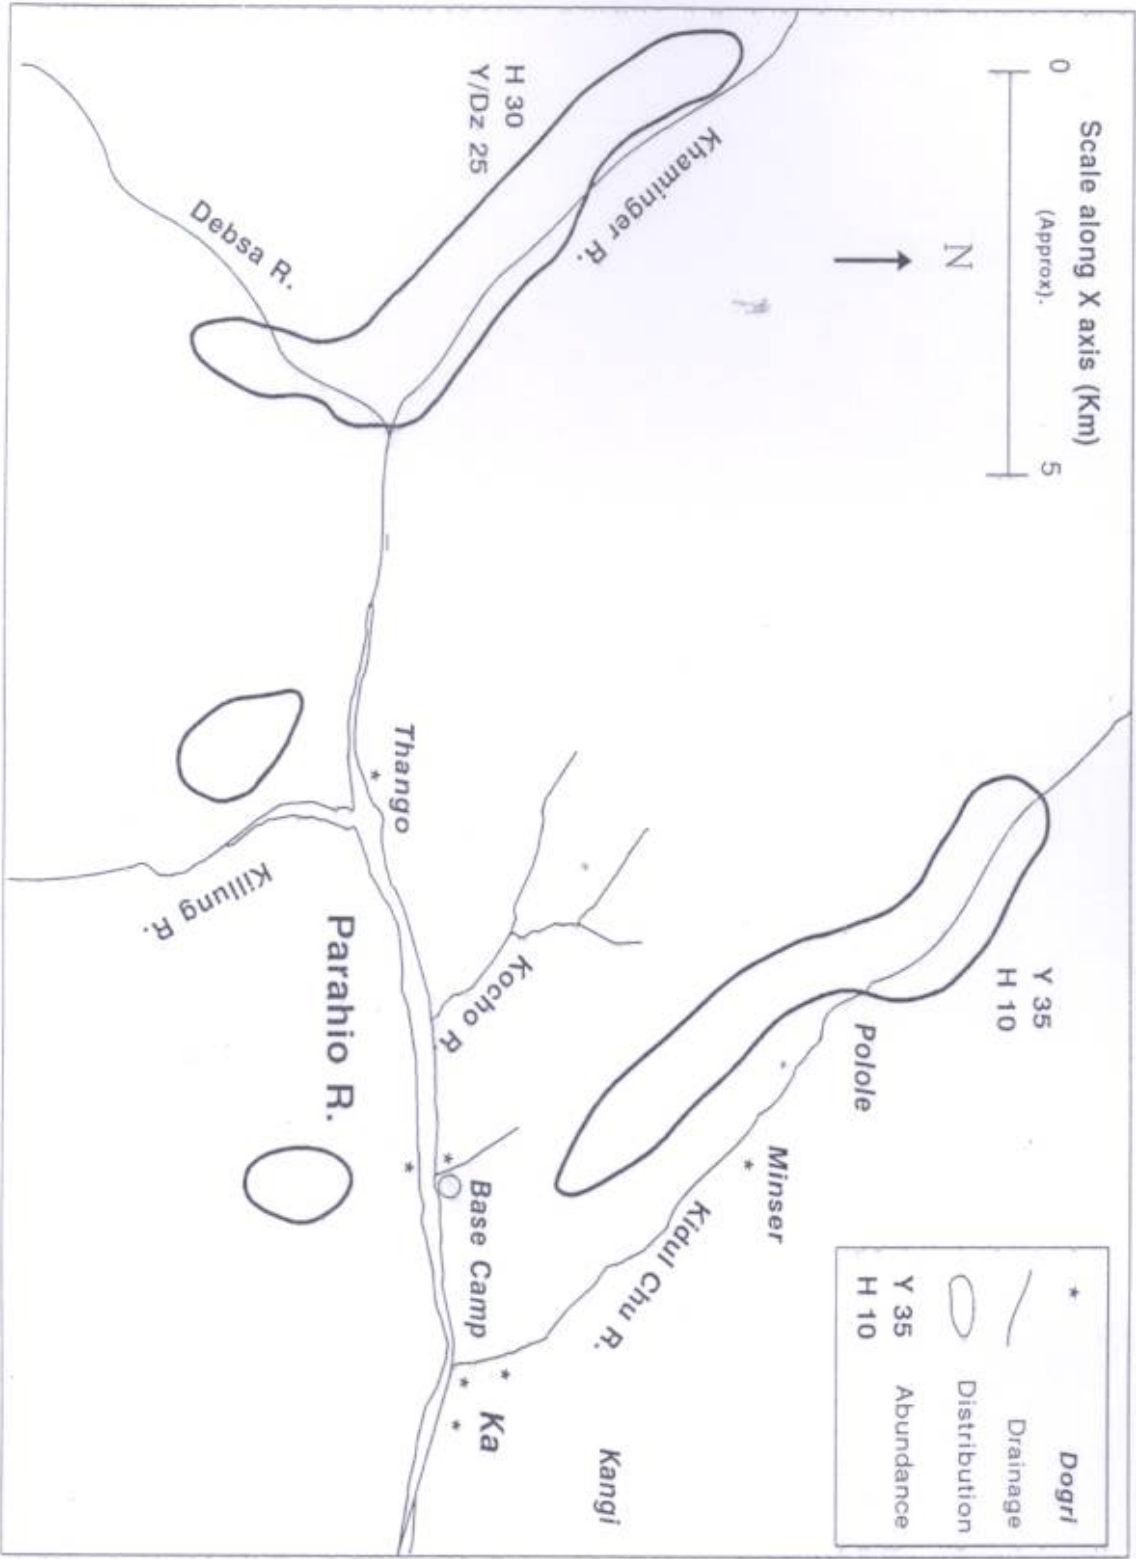 Scale along X axis (Km)
0
5
(Approx).
N
Khaminger R.
H 30
Y/Dz 25
Debsa R.
Thango
Killung R.
Kocho R.
Parahio R.
Y 35
H 10
Polole
Minser
Kidul Chu R.
Base Camp
Ka
Kangi
* Dogri
Drainage
Distribution
Y 35 Abundance
H 10